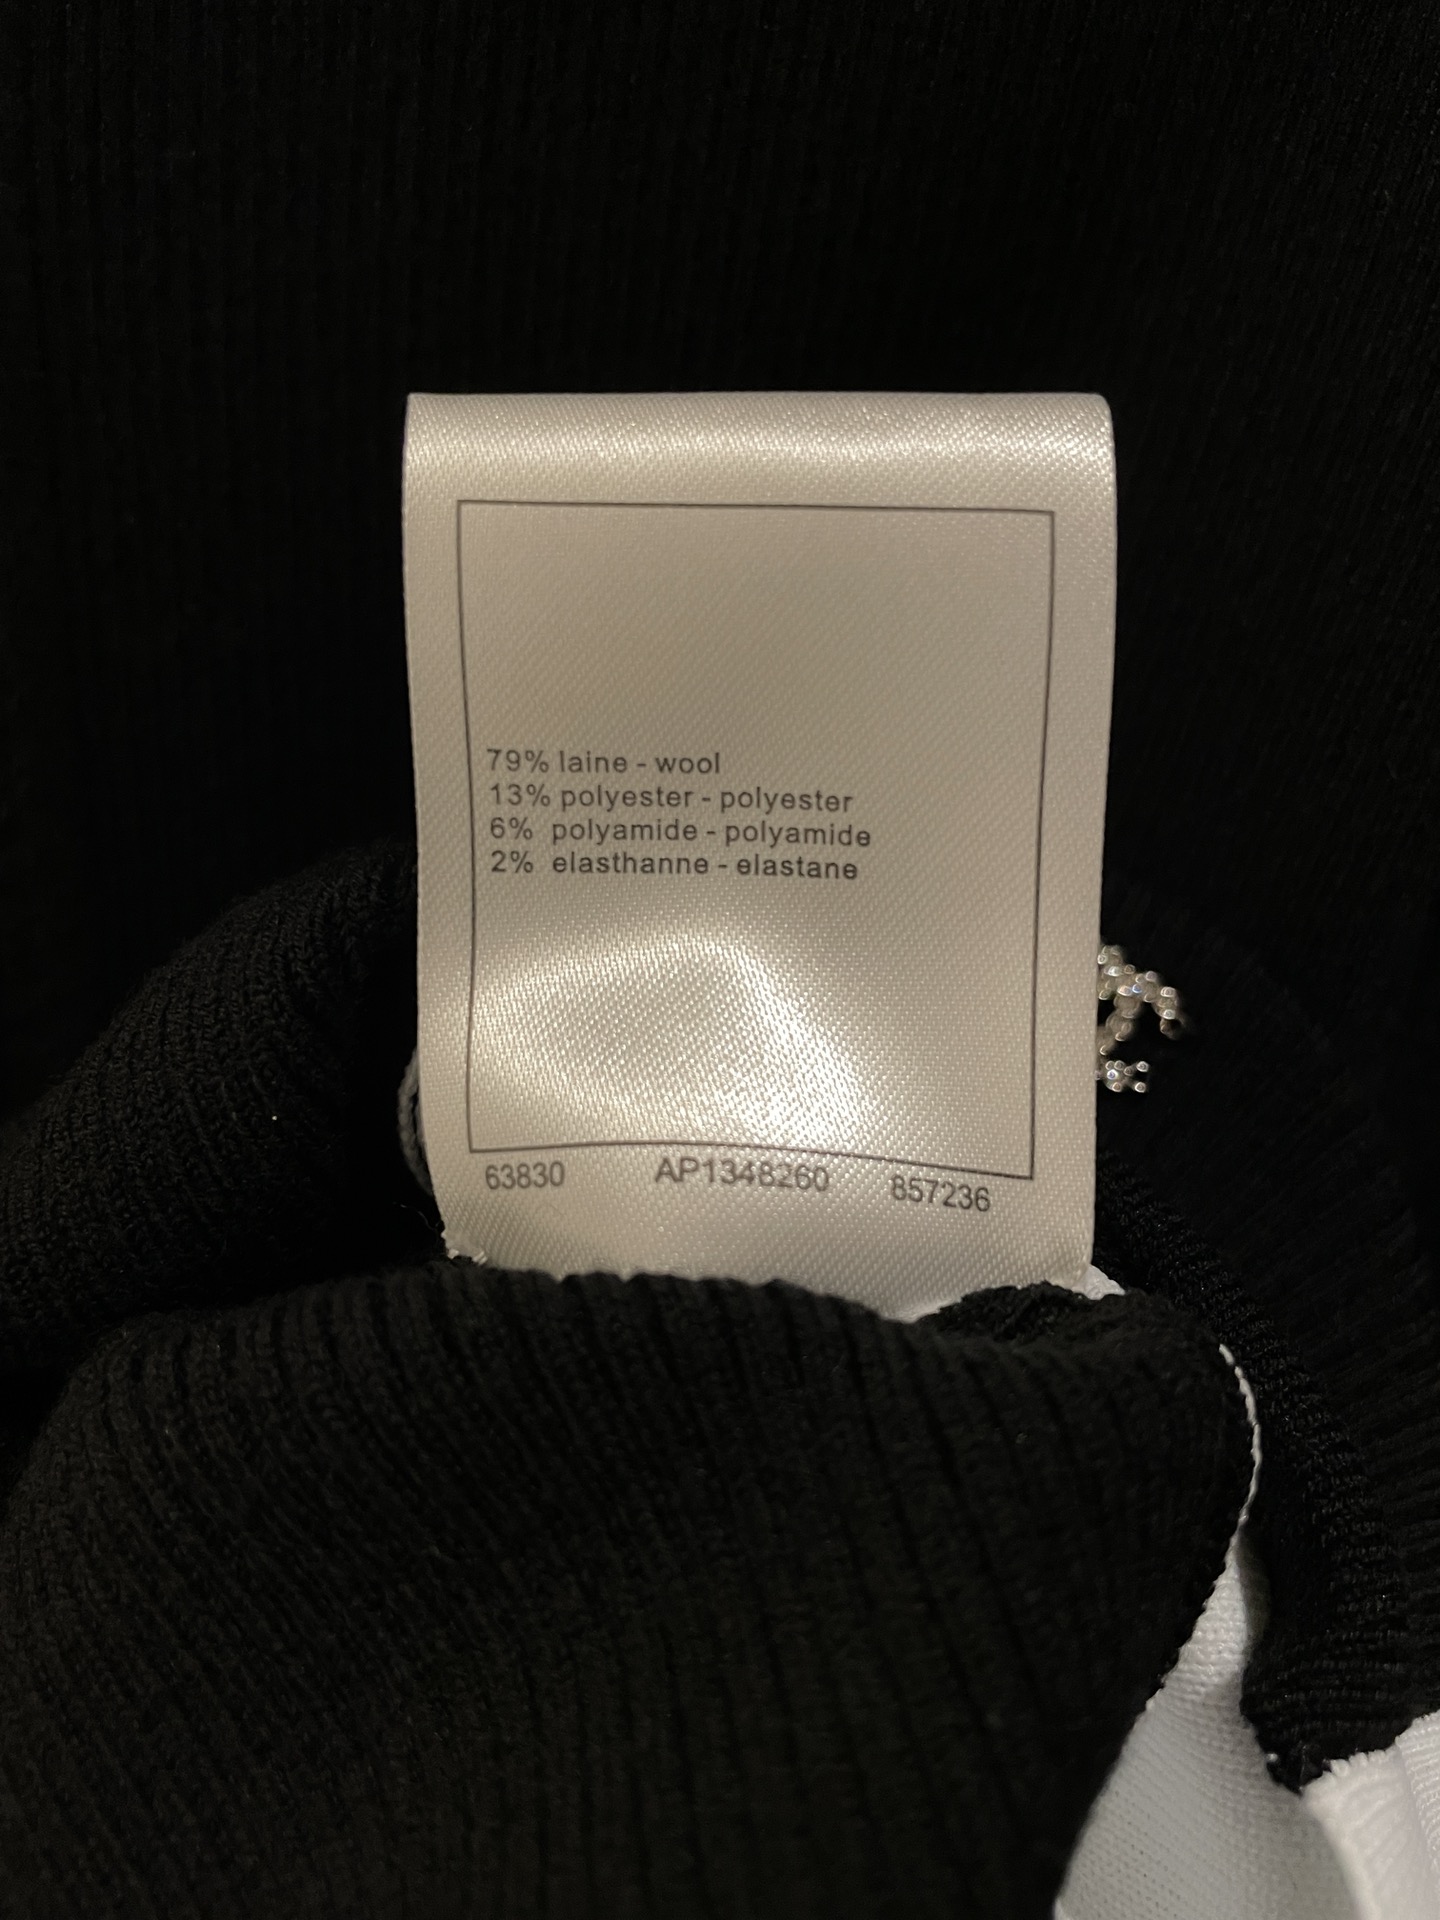 79% laine - wool
13% polyester - polyester
6% polyamide - polyamide
2% elasthanne - elastane
63830 AP1348260 857236